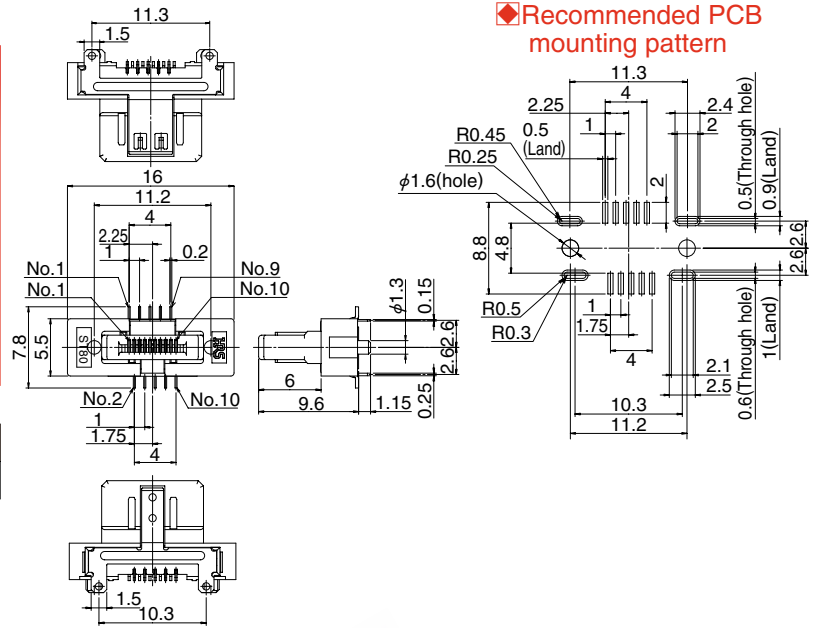 11.3
1.5
16
11.2
4
2.25
1
0.2
No.1
No.9
No.1
No.10
7.8
5.5
ST80
HRS
No.2
No.10
1
1.75
4
φ1.3
0.15
2.6
2.6
6
9.6
1.15
0.25
1.5
10.3
◆Recommended PCB
mounting pattern
11.3
4
2.25
2.4
1
2
0.5
(Land)
R0.45
R0.25
φ1.6(hole)
2
0.5(Through hole)
0.9(Land)
8.8
4.8
2.6
2.6
R0.5
R0.3
1
1.75
4
2.1
2.5
0.6(Through hole)
1(Land)
10.3
11.2